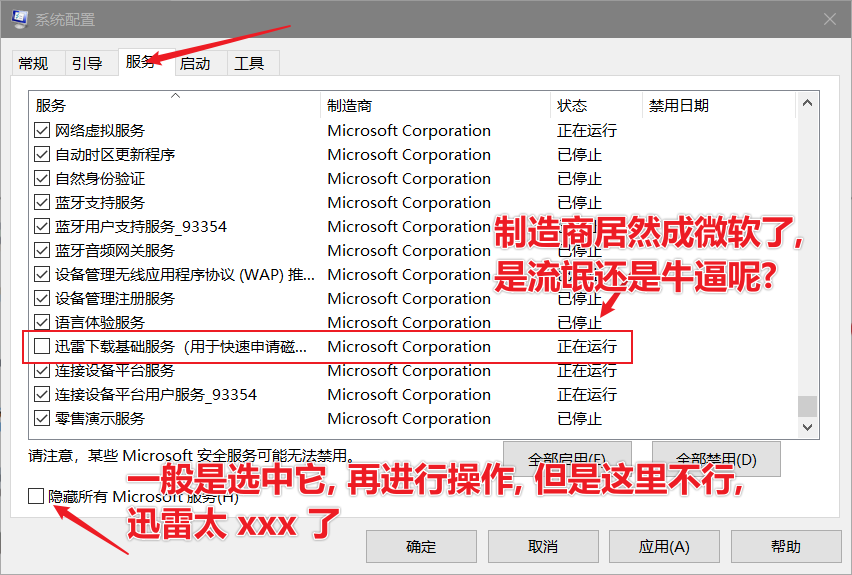 系统配置
常规 引导 服务 启动 工具
服务 制造商 状态 禁用日期
网络虚拟服务 Microsoft Corporation 正在运行
自动时区更新程序 Microsoft Corporation 已停止
自然身份验证 Microsoft Corporation 已停止
蓝牙支持服务 Microsoft Corporation 已停止
蓝牙用户支持服务_93354 Microsoft Corporation
制造商居然成微软了,
蓝牙音频网关服务 Microsoft Corporation 已停止
设备管理无线应用程序协议 (WAP) 推... Microsoft Corporation
是流氓还是牛逼呢?
设备管理注册服务 Microsoft Corporation 已停止
语言体验服务 Microsoft Corporation 已停止
迅雷下载基础服务（用于快速申请磁... Microsoft Corporation 正在运行
连接设备平台服务 Microsoft Corporation 正在运行
连接设备平台用户服务_93354 Microsoft Corporation 正在运行
零售演示服务 Microsoft Corporation 已停止
请注意，某些 Microsoft 安全服务可能无法禁用。
全部启用(E) 全部禁用(D)
一般是选中它, 再进行操作, 但是这里不行,
隐藏所有 Microsoft 服务(H)
迅雷太 xxx 了
确定 取消 应用(A) 帮助